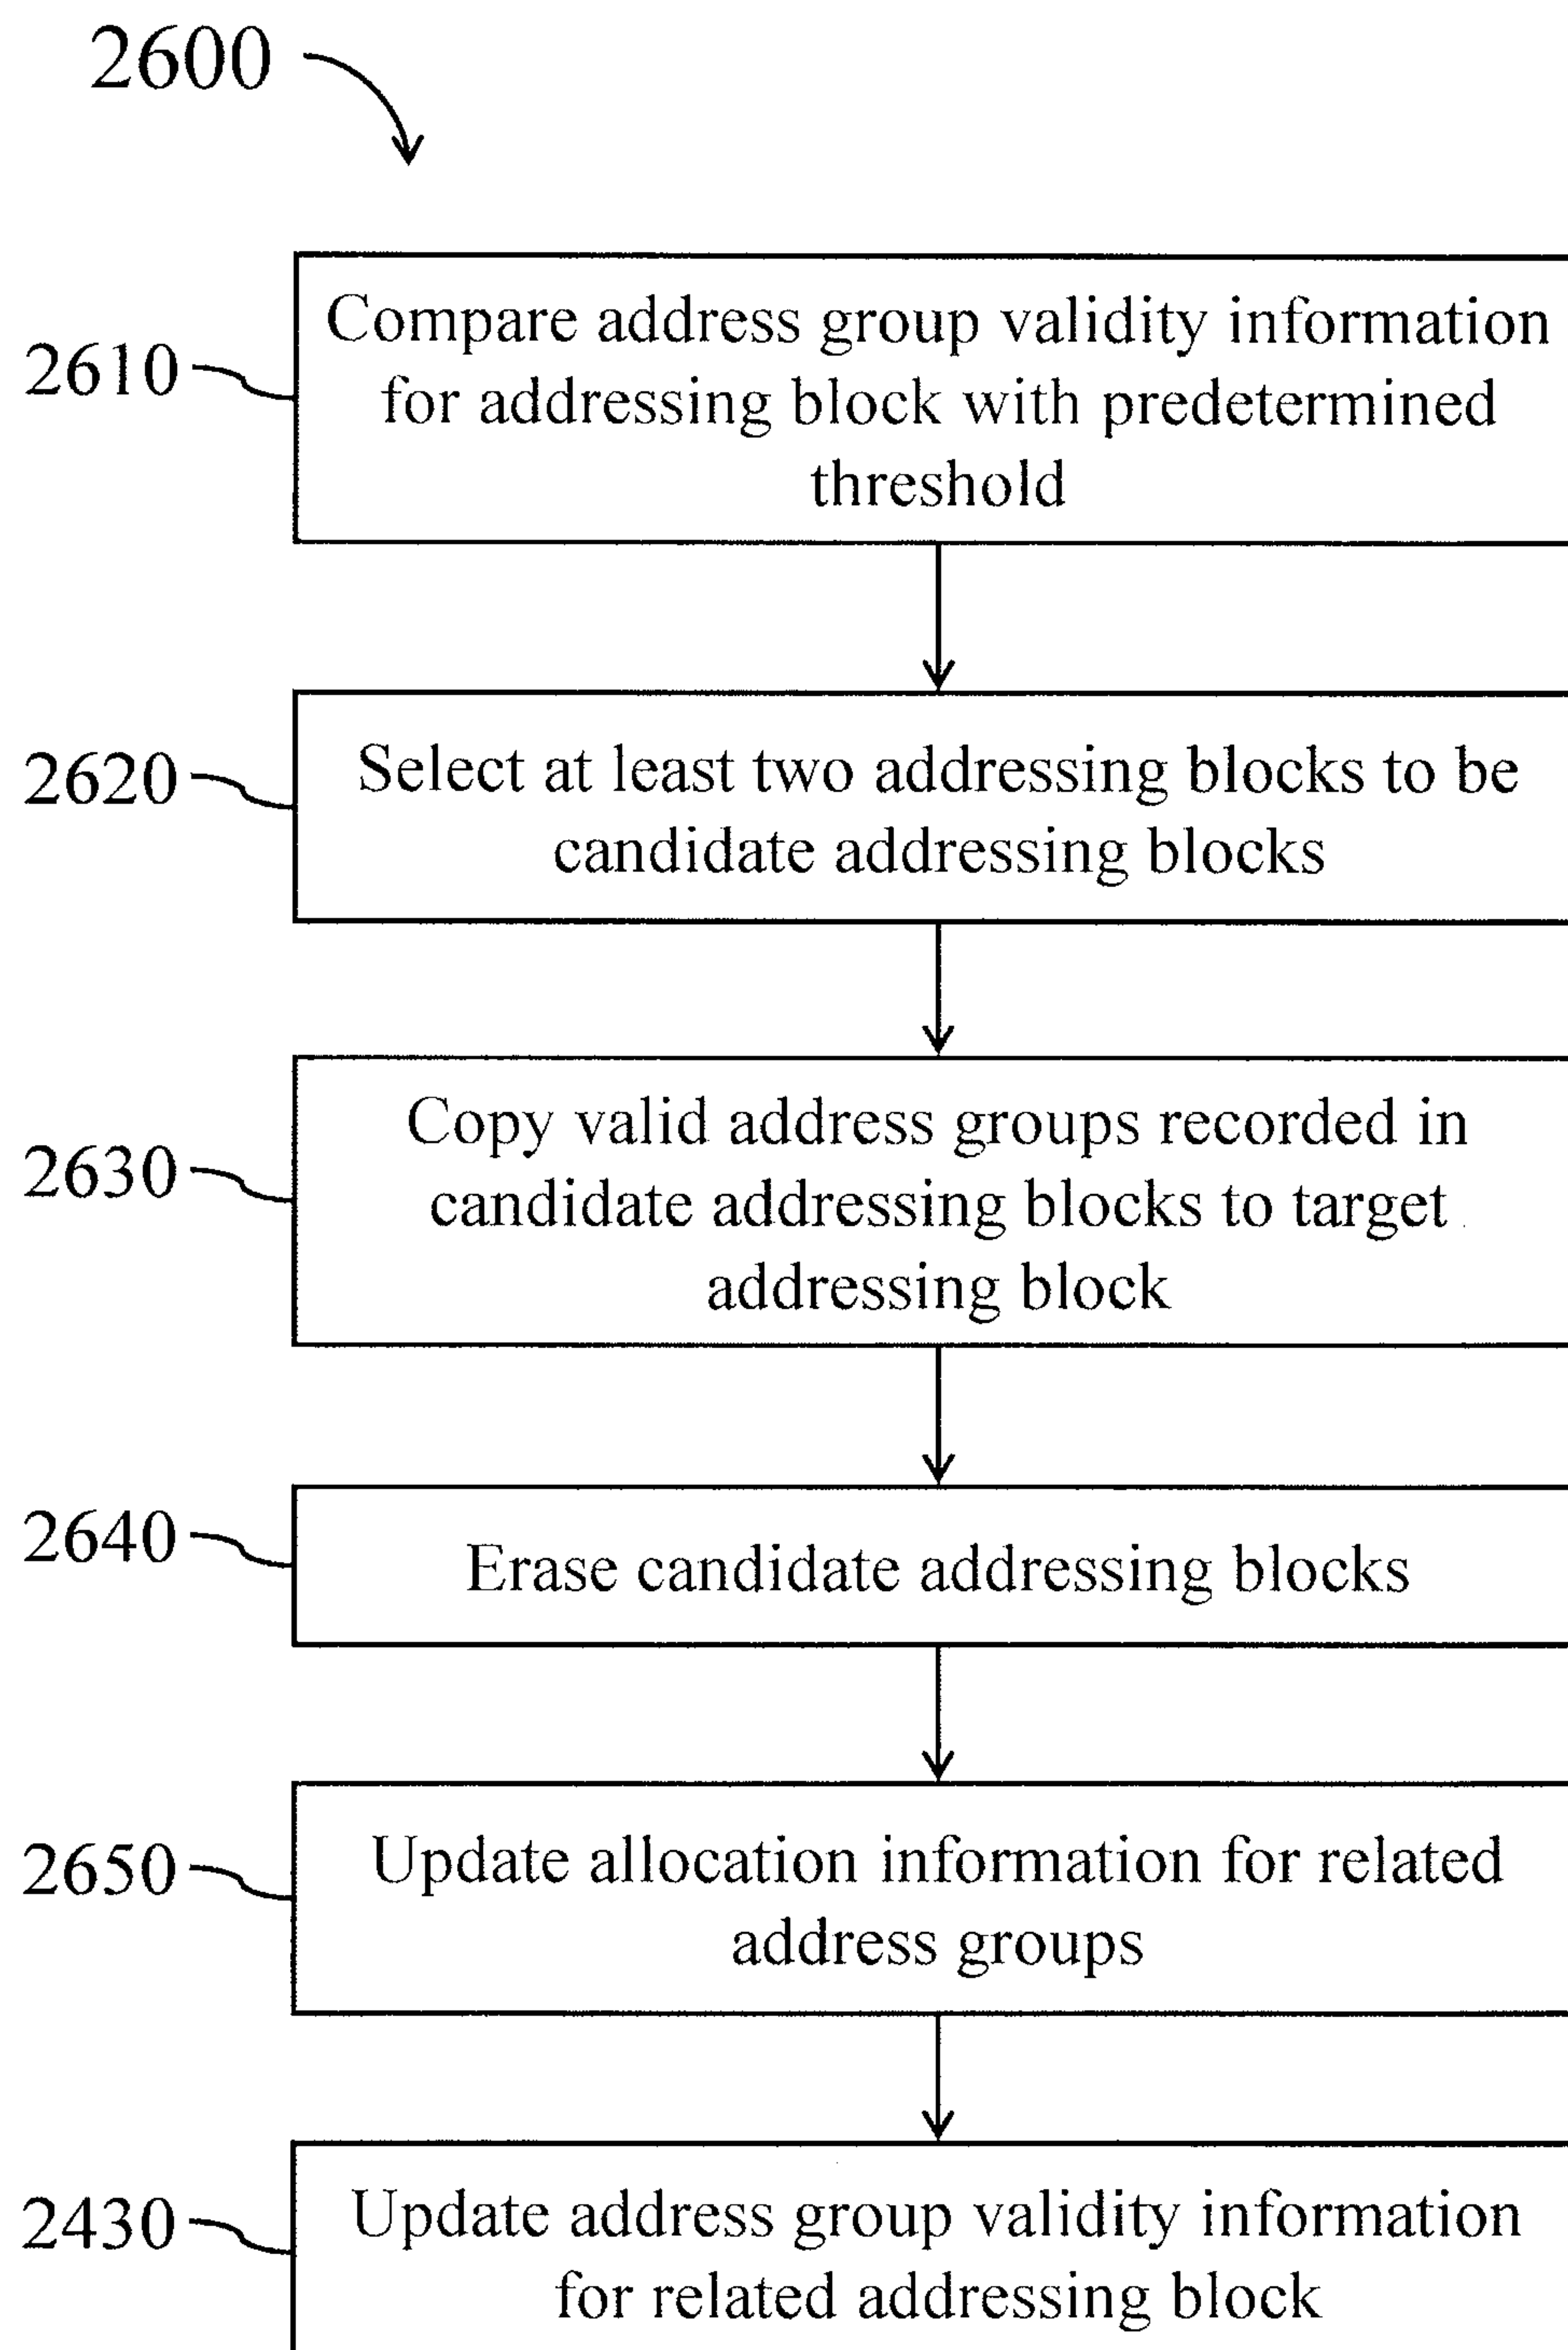 2600
2610
Compare address group validity information
for addressing block with predetermined
threshold
2620
Select at least two addressing blocks to be
candidate addressing blocks
2630
Copy valid address groups recorded in
candidate addressing blocks to target
addressing block
2640
Erase candidate addressing blocks
2650
Update allocation information for related
address groups
2430
Update address group validity information
for related addressing block